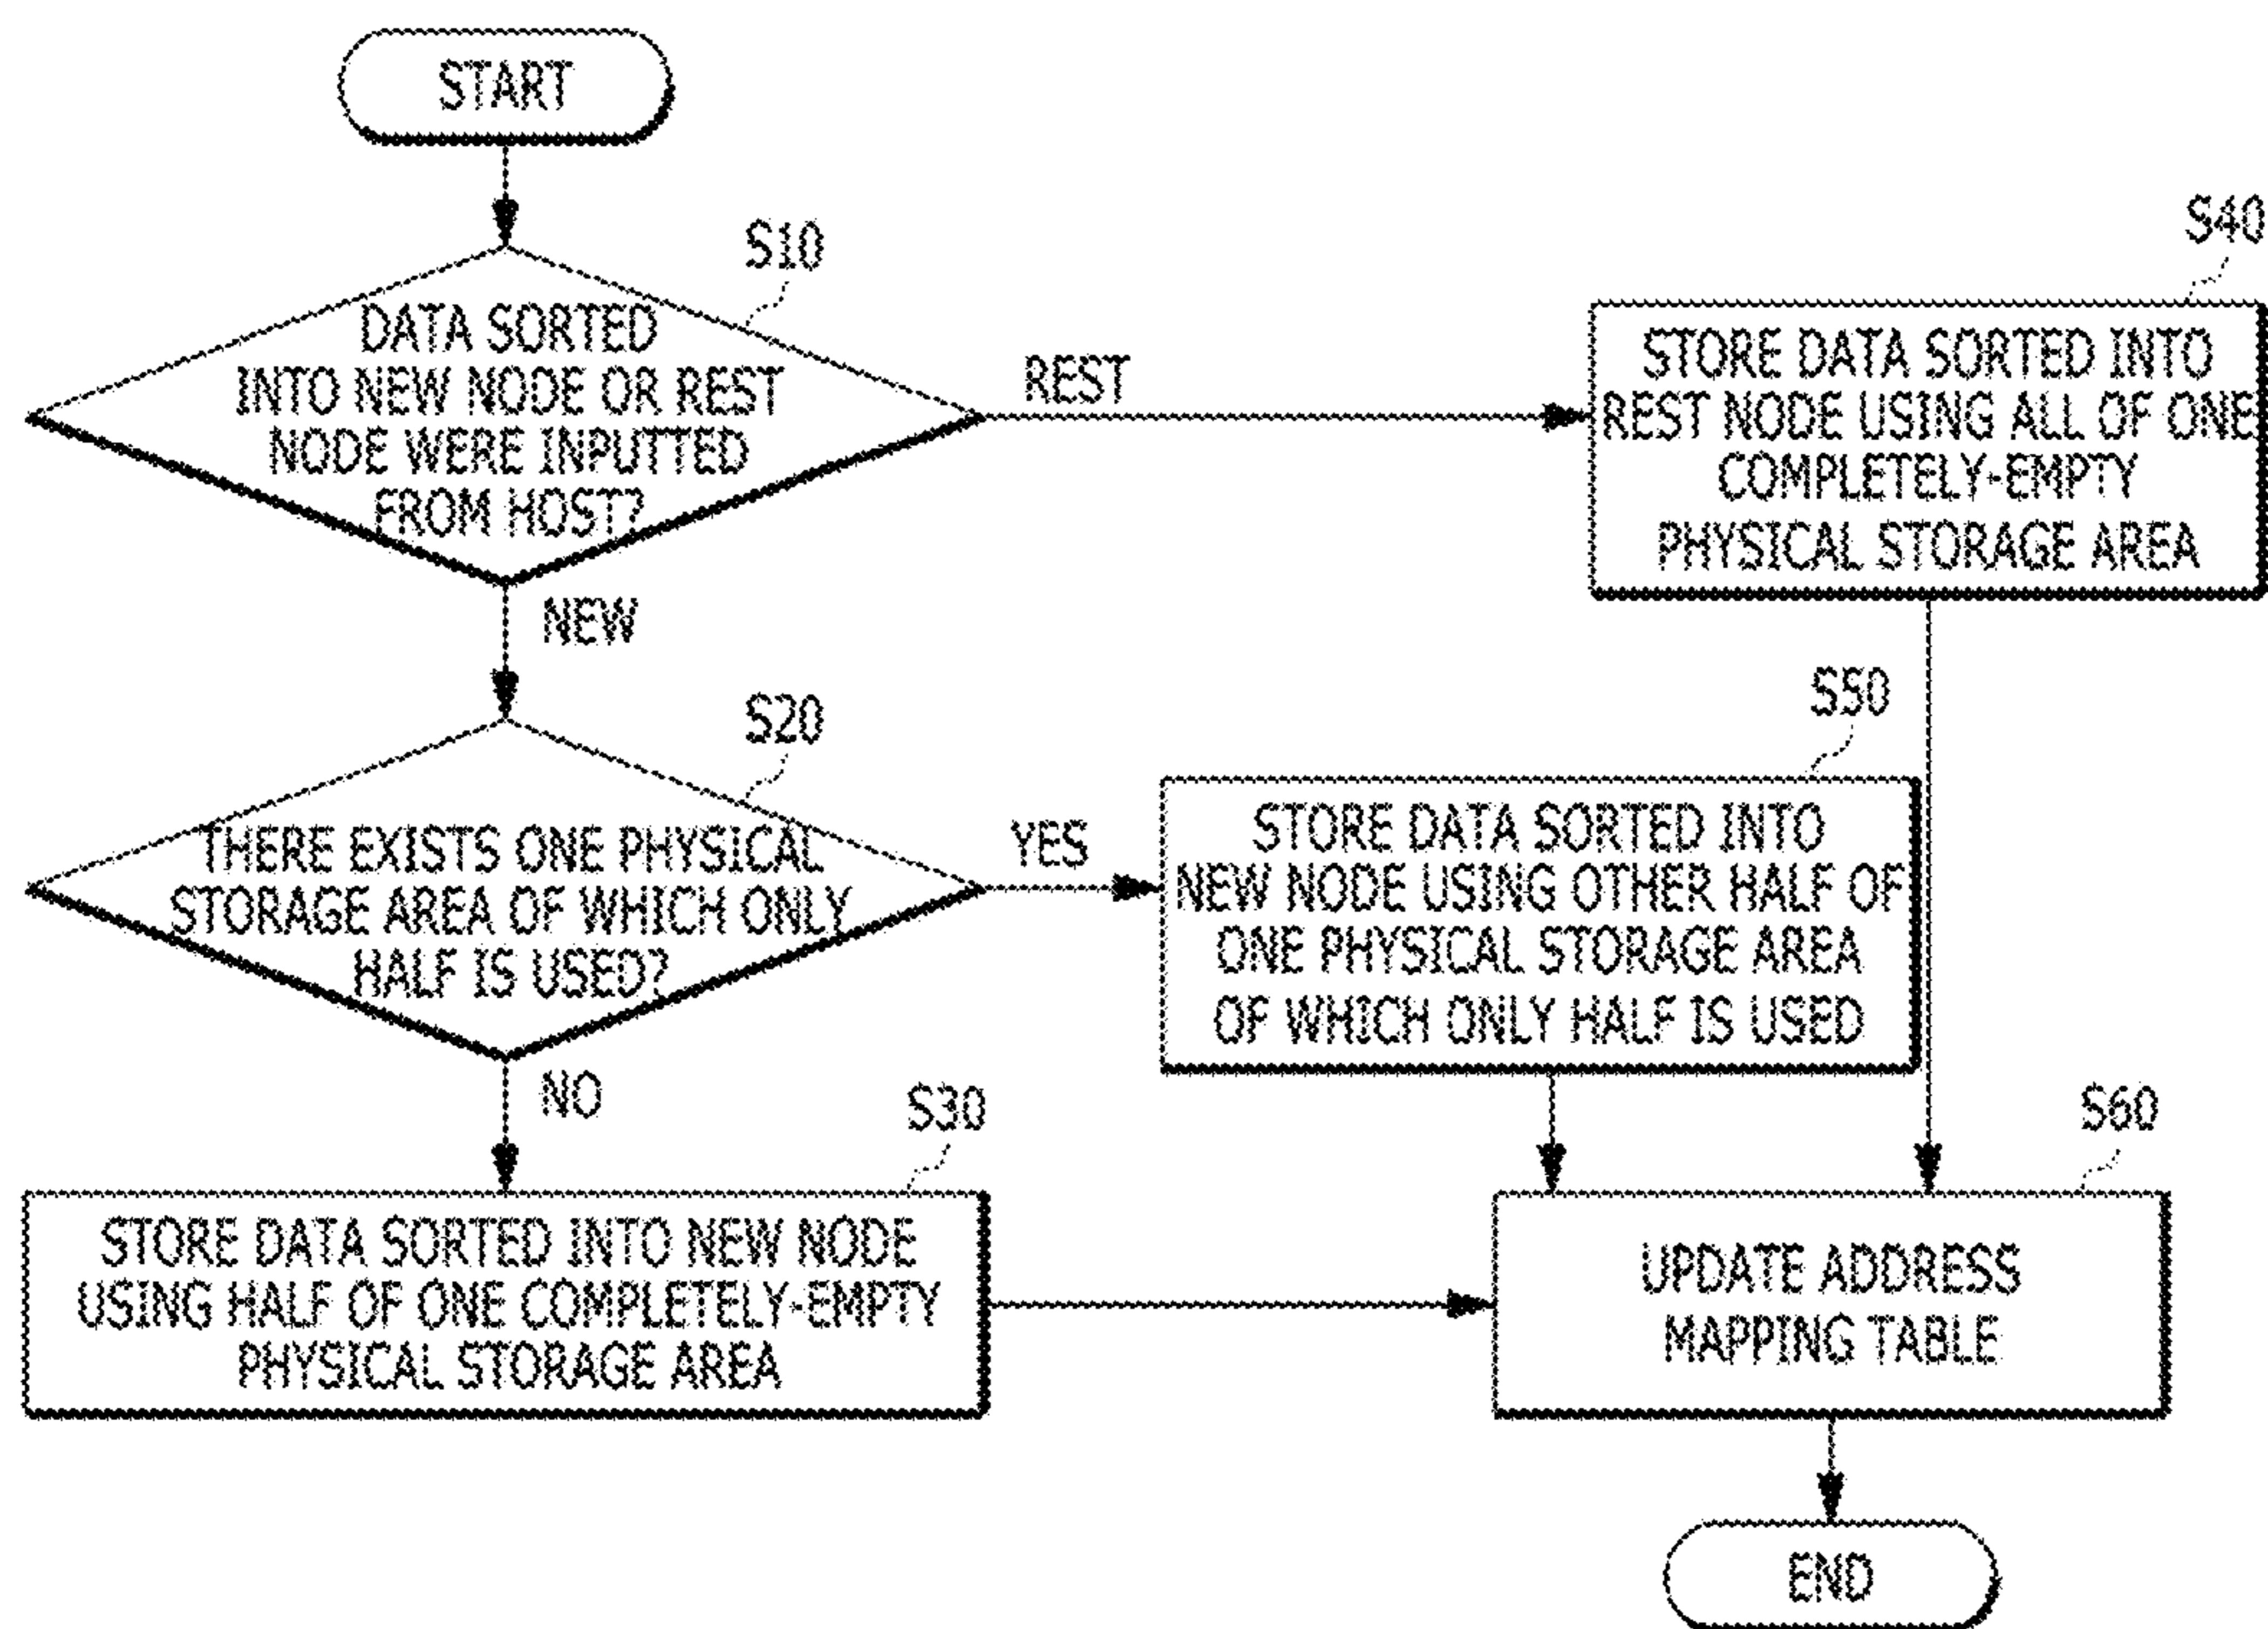 START
S10
DATA SORTED
INTO NEW NODE OR REST
NODE WERE INPUTTED
FROM HOST?
REST
S40
STORE DATA SORTED INTO
REST NODE USING ALL OF ONE
COMPLETELY-EMPTY
PHYSICAL STORAGE AREA
NEW
S20
THERE EXISTS ONE PHYSICAL
STORAGE AREA OF WHICH ONLY
HALF IS USED?
YES
S50
STORE DATA SORTED INTO
NEW NODE USING OTHER HALF OF
ONE PHYSICAL STORAGE AREA
OF WHICH ONLY HALF IS USED
NO
S30
STORE DATA SORTED INTO NEW NODE
USING HALF OF ONE COMPLETELY-EMPTY
PHYSICAL STORAGE AREA
S60
UPDATE ADDRESS
MAPPING TABLE
END